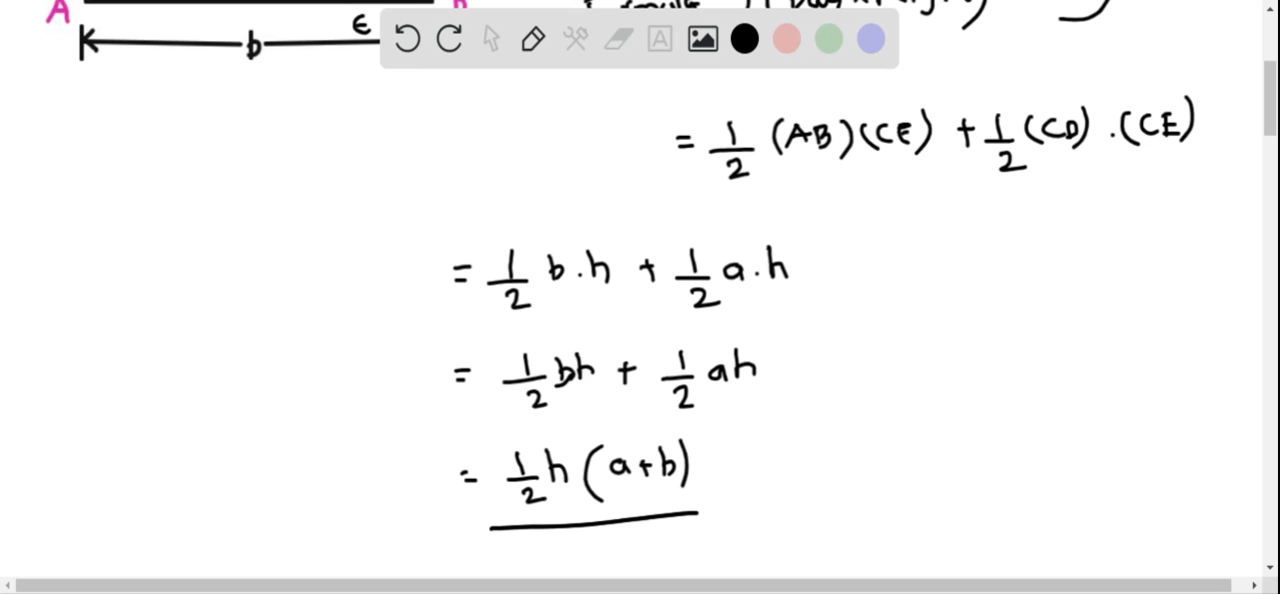 A
E
b
= 1/2 (AB)(CE) + 1/2 (CD) . (CE)
= 1/2 b.h + 1/2 a.h
= 1/2 bh + 1/2 ah
= 1/2 h (a+b)